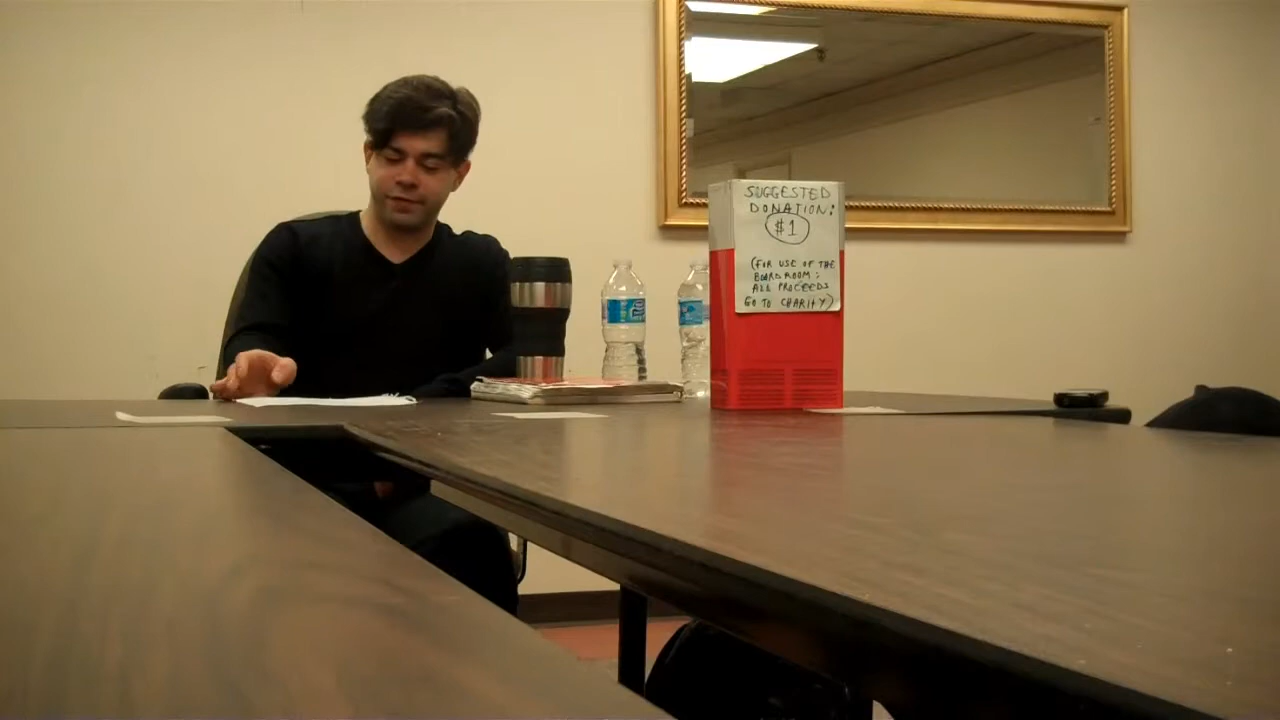 SUGGESTED
DONATION:
$1
(FOR USE OF THE
BOARD ROOM:
ALL PROCEEDS
GO TO CHARITY)